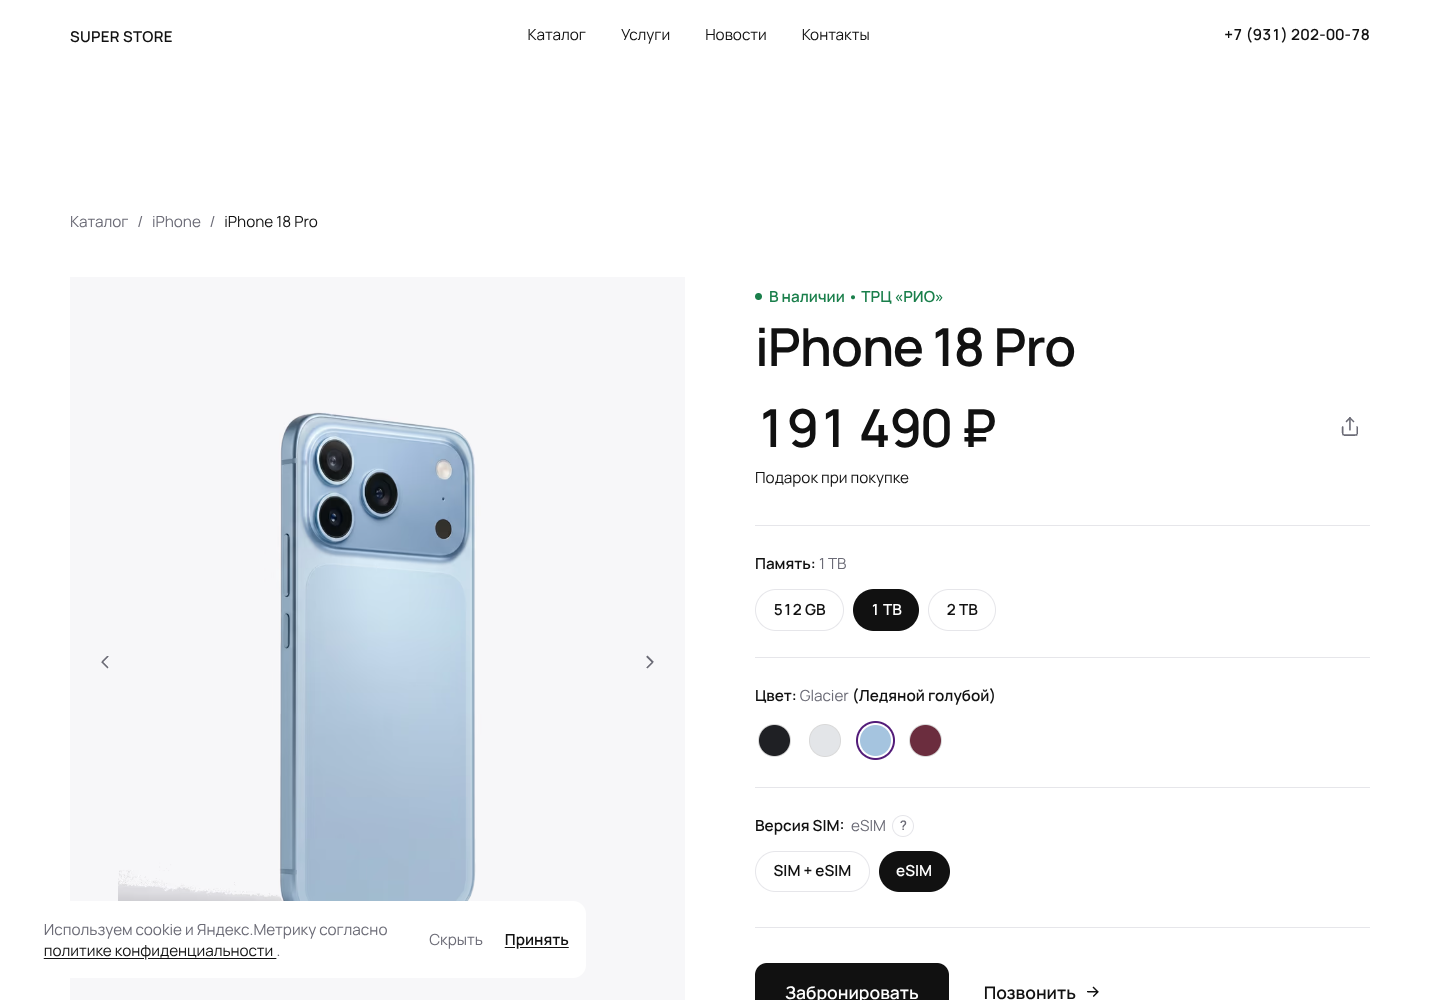 SUPER STORE
Каталог
Услуги
Новости
Контакты
+7 (931) 202-00-78
Каталог / iPhone / iPhone 18 Pro
В наличии • ТРЦ «РИО»
iPhone 18 Pro
191 490 ₽
Подарок при покупке
Память: 1 TB
512 GB
1 TB
2 TB
Цвет: Glacier (Ледяной голубой)
Версия SIM: eSIM ?
SIM + eSIM
eSIM
Забронировать
Позвонить →
Используем cookie и Яндекс.Метрику согласно
политике конфиденциальности .
Скрыть
Принять